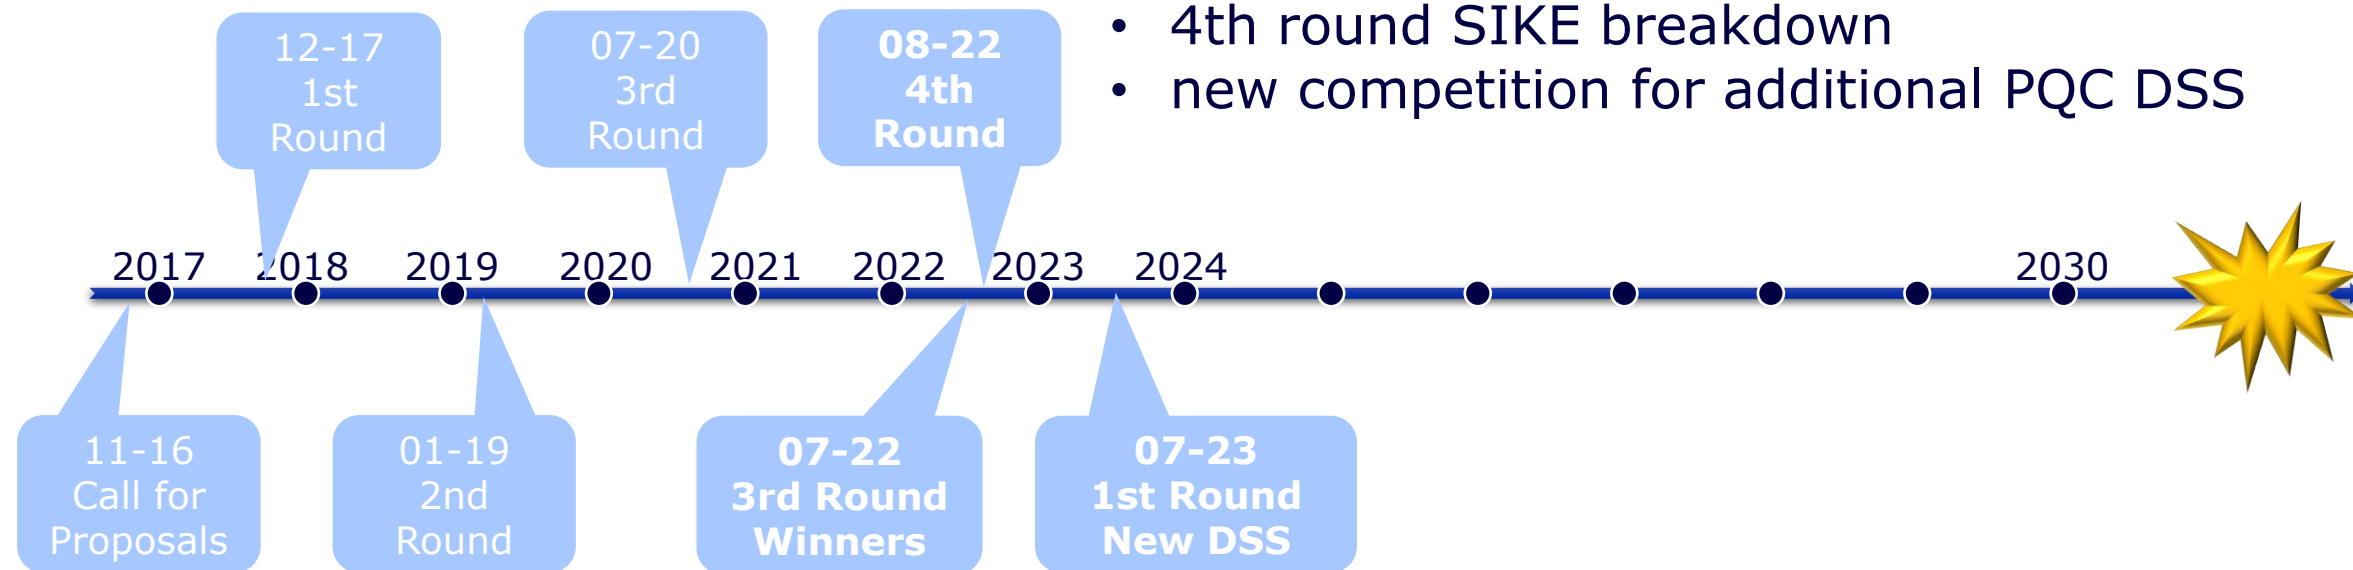 12-17
1st
Round
07-20
3rd
Round
08-22
4th
Round
• 4th round SIKE breakdown
• new competition for additional PQC DSS
2017 2018 2019 2020 2021 2022 2023 2024 2030
11-16
Call for
Proposals
01-19
2nd
Round
07-22
3rd Round
Winners
07-23
1st Round
New DSS